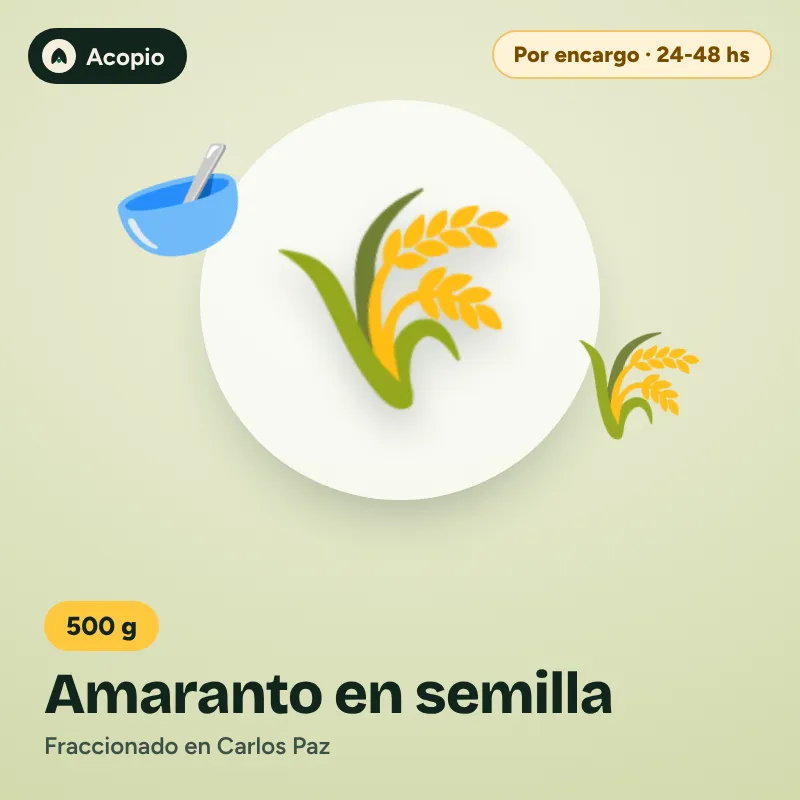 Acopio
Por encargo · 24-48 hs
500 g
Amaranto en semilla
Fraccionado en Carlos Paz